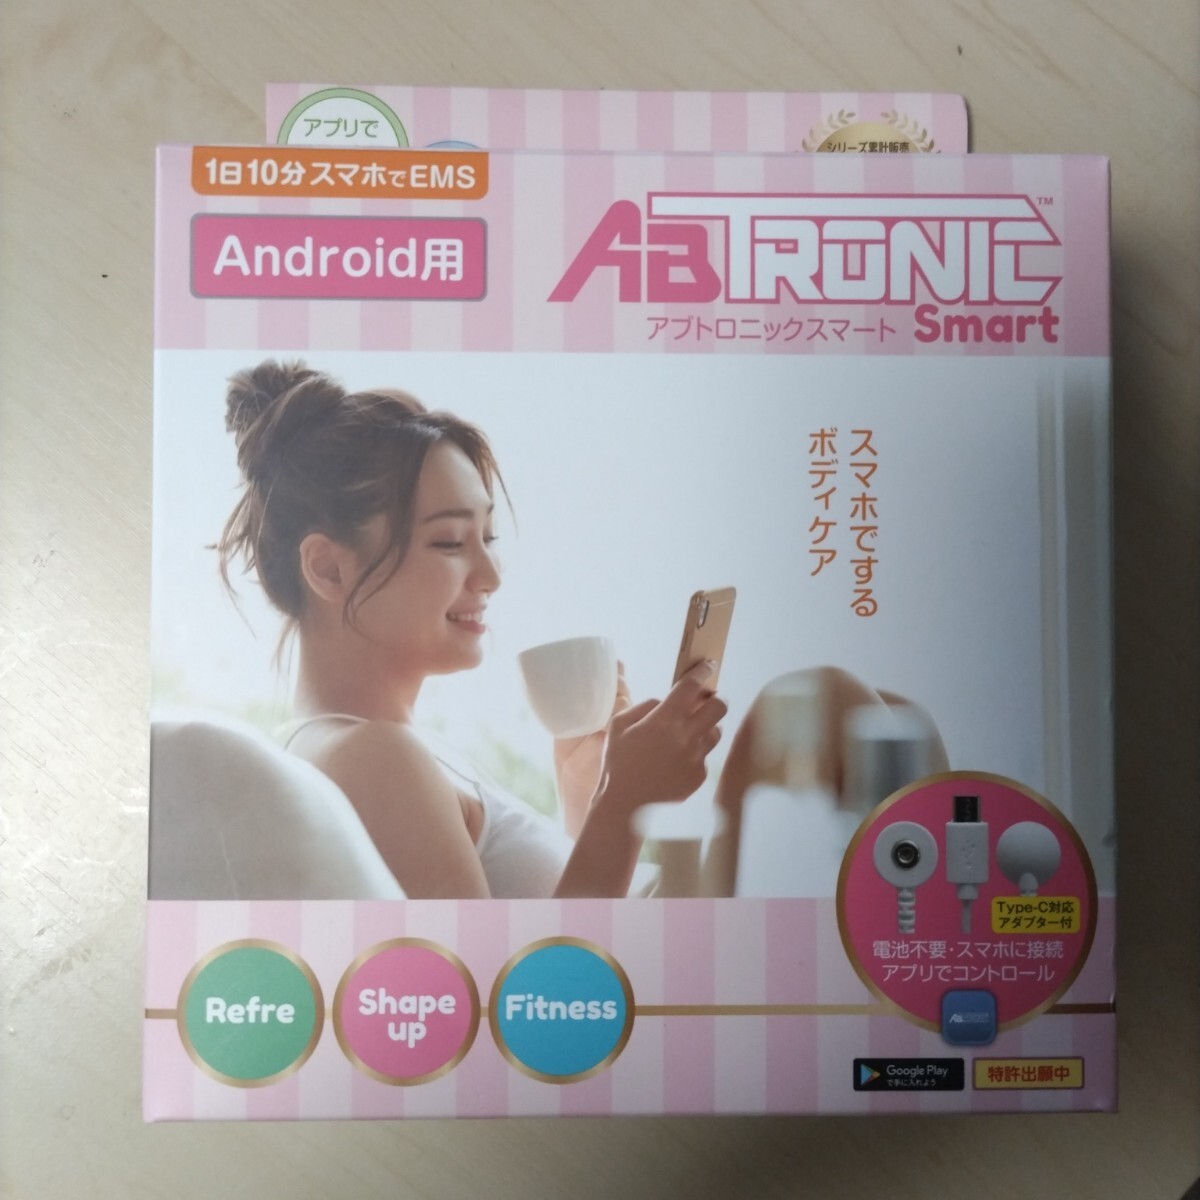 アプリで
シリーズ累計販売
1日10分スマホでEMS
Android用
ABTRONIC™
アブトロニックスマート Smart
スマホでする
ボディケア
Type-C対応
アダプター付
電池不要・スマホに接続
アプリでコントロール
Refre
Shape
up
Fitness
Google Play
で手に入れよう
特許出願中